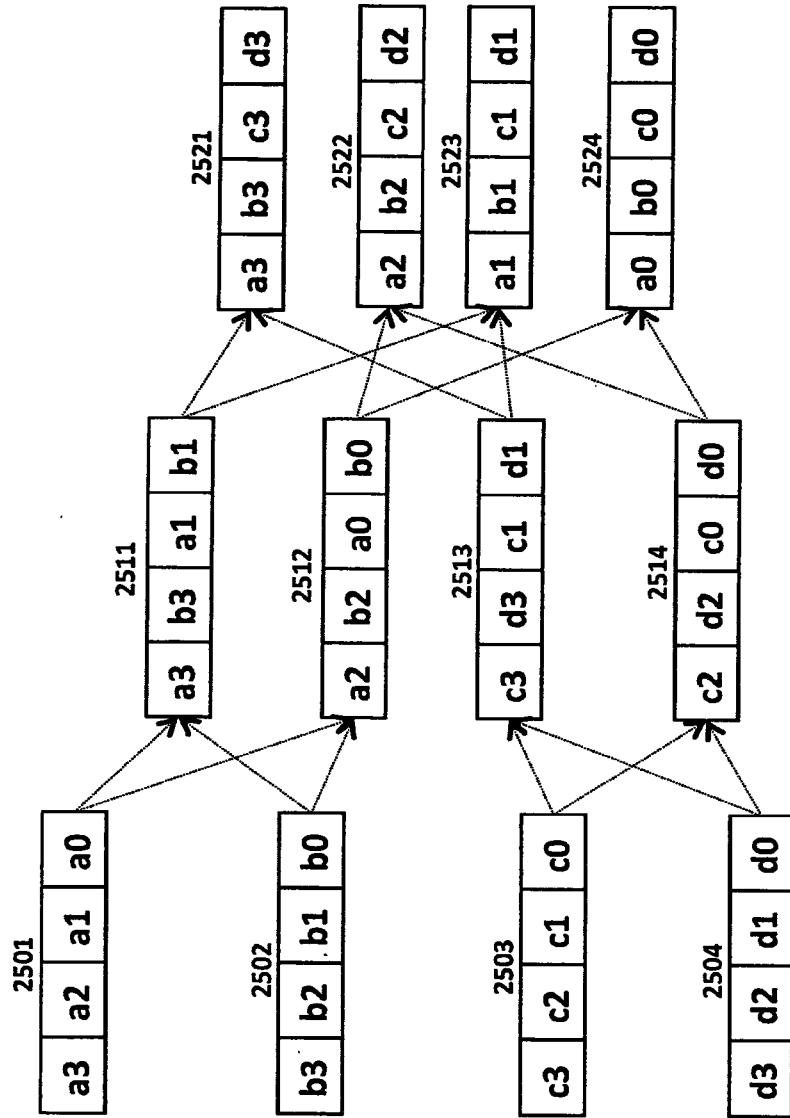 2501
a3 a2 a1 a0
2502
b3 b2 b1 b0
2503
c3 c2 c1 c0
2504
d3 d2 d1 d0
2511
a3 b3 a1 b1
2512
a2 b2 a0 b0
2513
c3 d3 c1 d1
2514
c2 d2 c0 d0
2521
a3 b3 c3 d3
2522
a2 b2 c2 d2
2523
a1 b1 c1 d1
2524
a0 b0 c0 d0